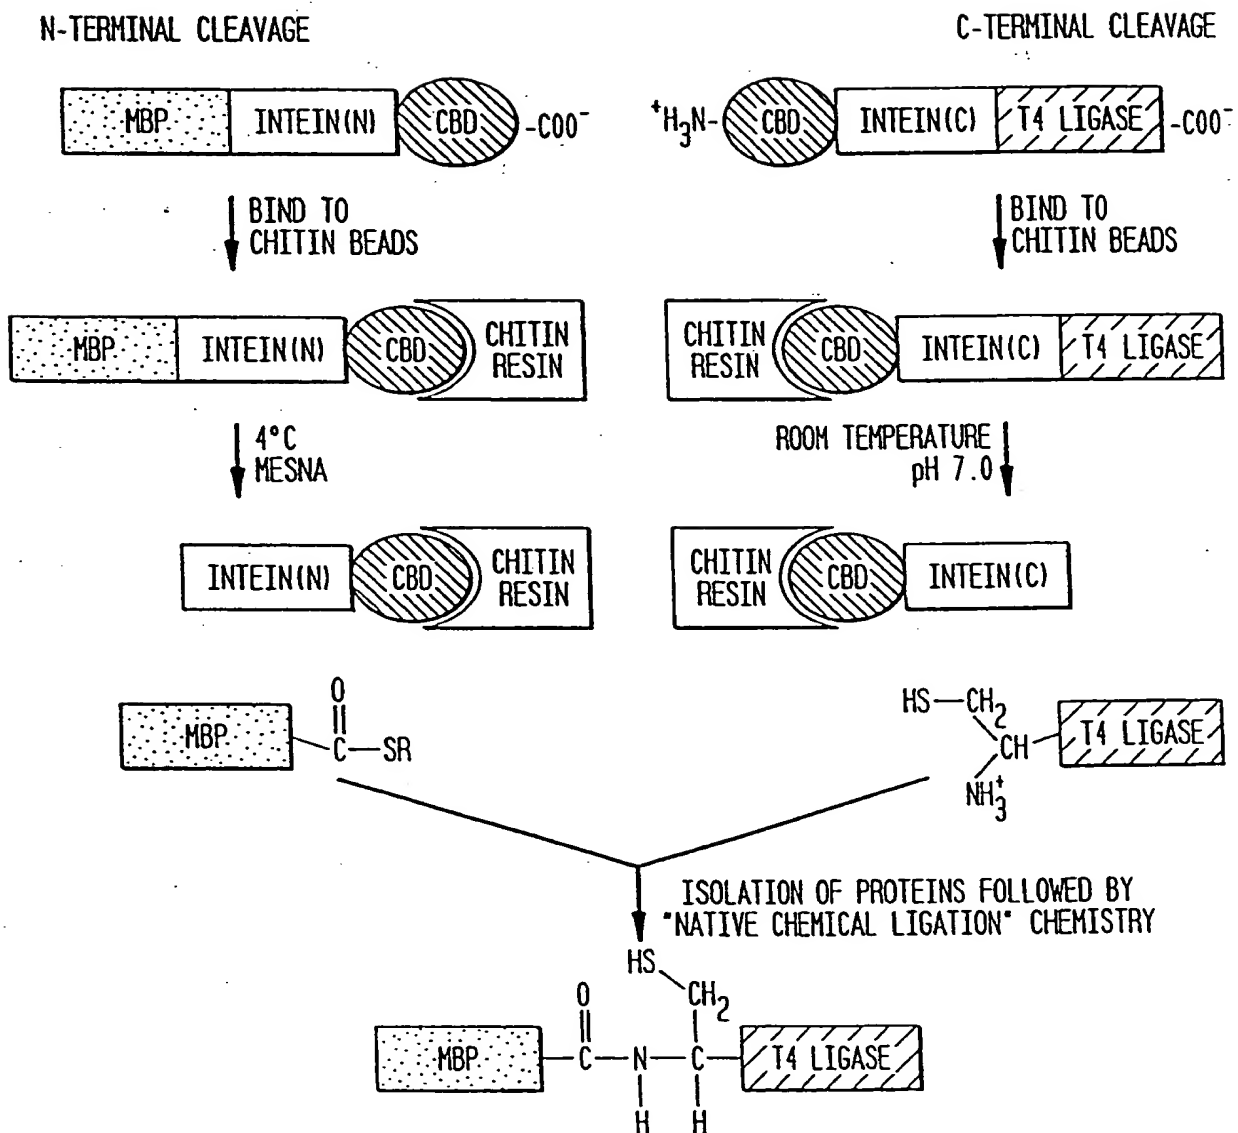 N-TERMINAL CLEAVAGE
C-TERMINAL CLEAVAGE
MBP INTEIN(N) CBD -COO⁻
⁺H₃N- CBD INTEIN(C) T4 LIGASE -COO⁻
BIND TO
CHITIN BEADS
BIND TO
CHITIN BEADS
MBP INTEIN(N) CBD CHITIN
RESIN
CHITIN
RESIN CBD INTEIN(C) T4 LIGASE
4°C
MESNA
ROOM TEMPERATURE
pH 7.0
INTEIN(N) CBD CHITIN
RESIN
CHITIN
RESIN CBD INTEIN(C)
O
MBP C—SR
HS—CH₂
CH T4 LIGASE
NH₃⁺
ISOLATION OF PROTEINS FOLLOWED BY
"NATIVE CHEMICAL LIGATION" CHEMISTRY
HS
O CH₂
MBP —C—N—C— T4 LIGASE
H H